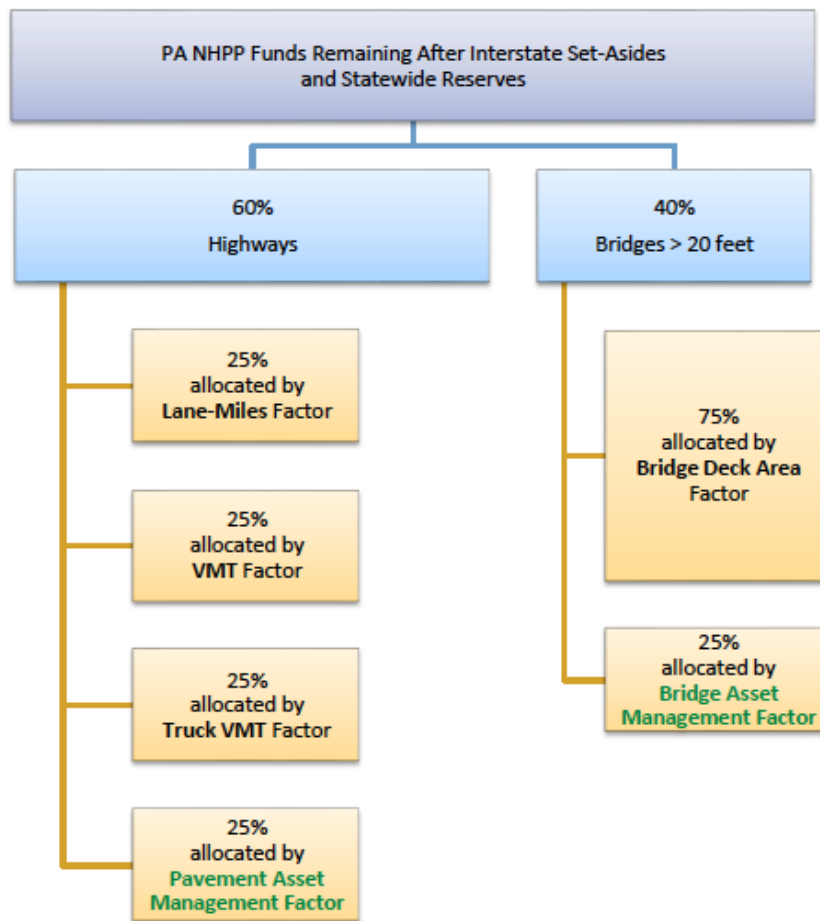 PA NHPP Funds Remaining After Interstate Set-Asides
and Statewide Reserves
60%
Highways
40%
Bridges > 20 feet
25%
allocated by
Lane-Miles Factor
25%
allocated by
VMT Factor
25%
allocated by
Truck VMT Factor
25%
allocated by
Pavement Asset
Management Factor
75%
allocated by
Bridge Deck Area
Factor
25%
allocated by
Bridge Asset
Management Factor